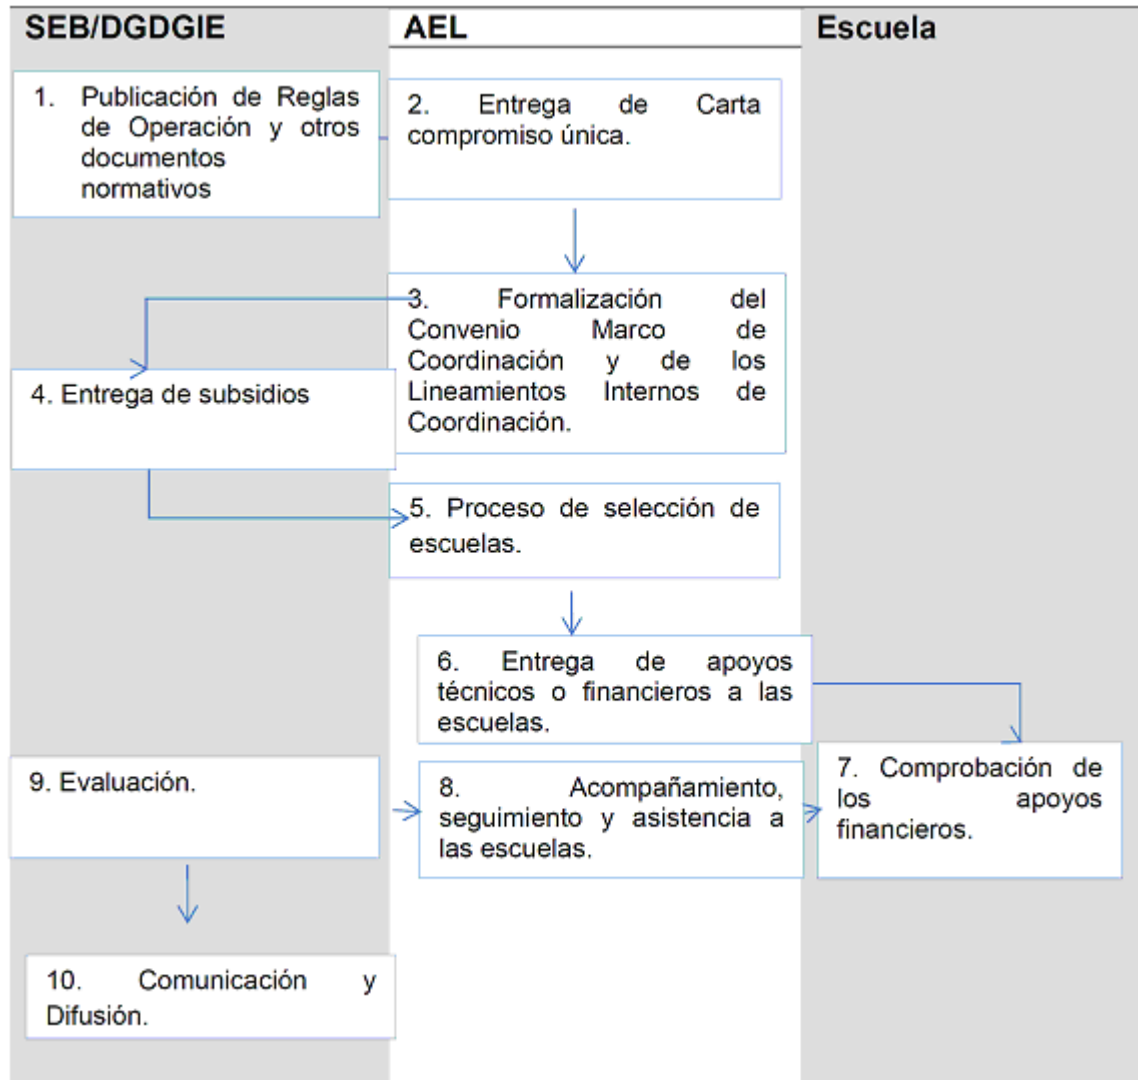 SEB/DGDGIE
AEL
Escuela
1. Publicación de Reglas
de Operación y otros
documentos
normativos
2. Entrega de Carta
compromiso única.
3. Formalización del
Convenio Marco de
Coordinación y de los
Lineamientos Internos de
Coordinación.
4. Entrega de subsidios
5. Proceso de selección de
escuelas.
6. Entrega de apoyos
técnicos o financieros a las
escuelas.
7. Comprobación de
los apoyos
financieros.
8. Acompañamiento,
seguimiento y asistencia a
las escuelas.
9. Evaluación.
10. Comunicación y
Difusión.